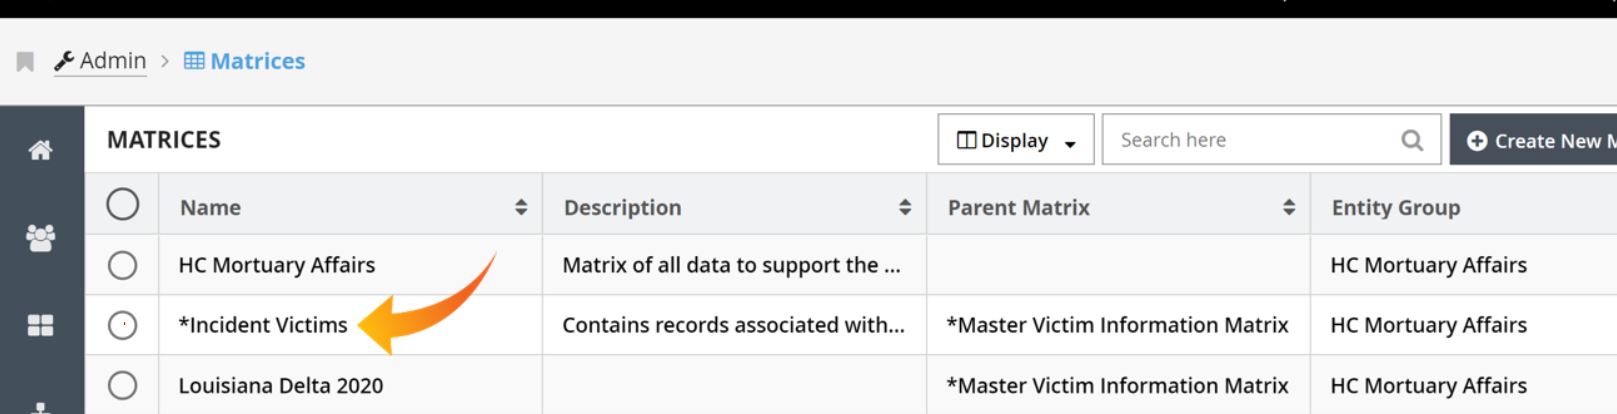 Admin > Matrices
MATRICES
Display
Search here
Create New
Name Description Parent Matrix Entity Group
HC Mortuary Affairs Matrix of all data to support the ... HC Mortuary Affairs
*Incident Victims Contains records associated with... *Master Victim Information Matrix HC Mortuary Affairs
Louisiana Delta 2020 *Master Victim Information Matrix HC Mortuary Affairs